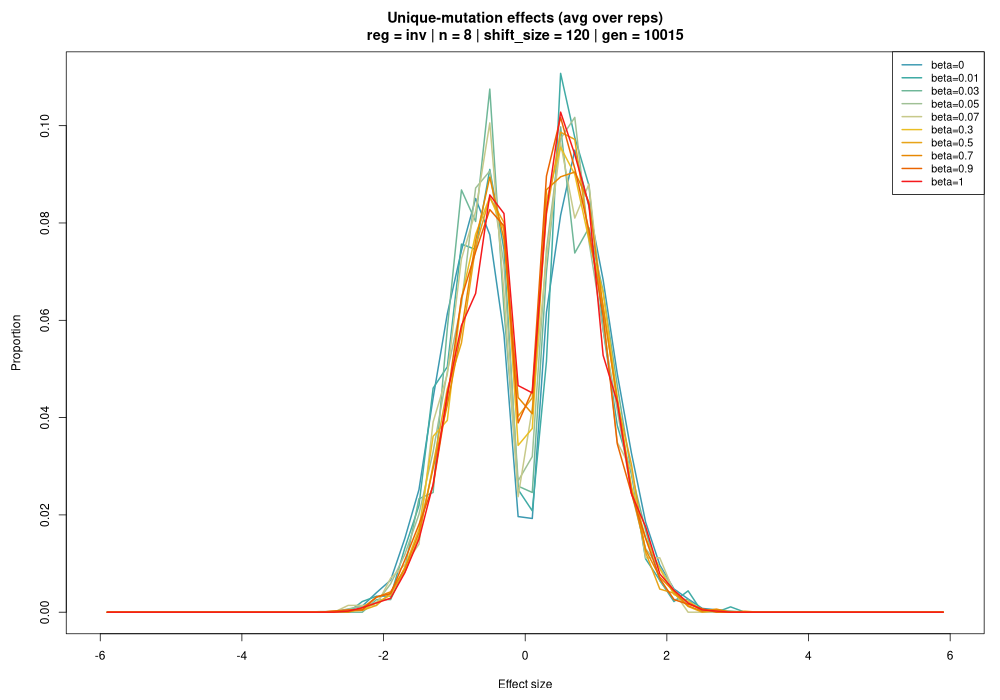 Unique-mutation effects (avg over reps)
reg = inv | n = 8 | shift_size = 120 | gen = 10015
beta=0
beta=0.01
beta=0.03
beta=0.05
beta=0.07
beta=0.3
beta=0.5
beta=0.7
beta=0.9
beta=1
Proportion
0.10
0.08
0.06
0.04
0.02
0.00
-6 -4 -2 0 2 4 6
Effect size